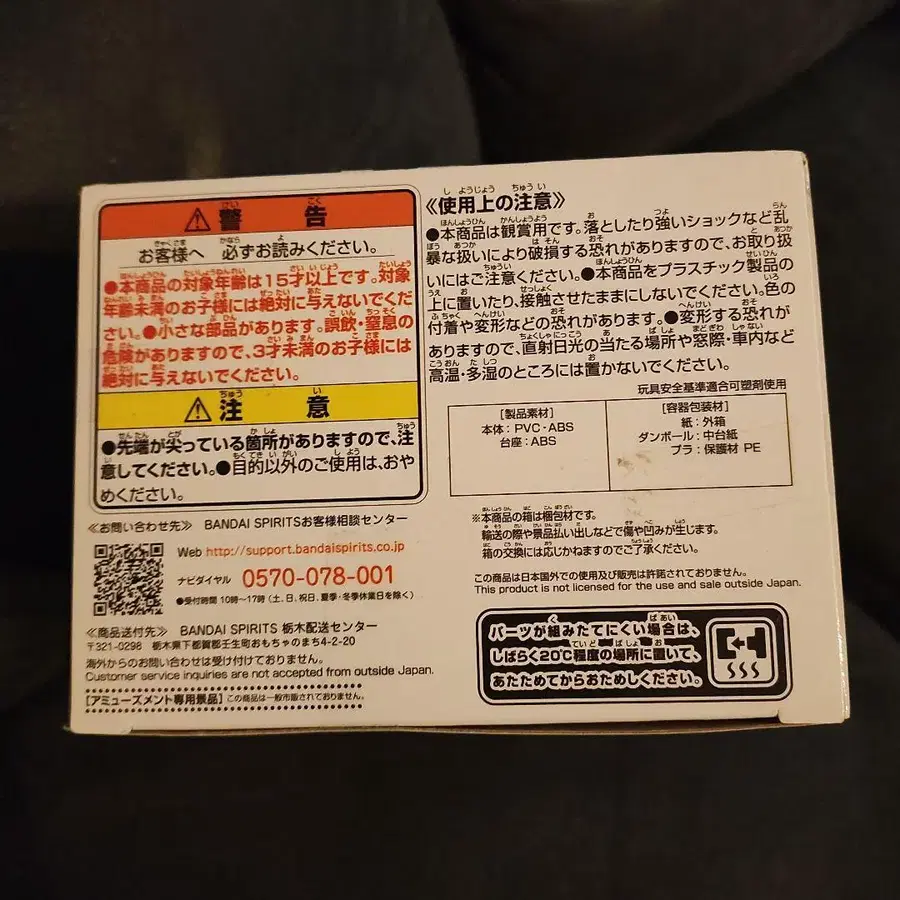 ⚠警告
お客様へ 必ずお読みください。
●本商品の対象年齢は15才以上です。対象
年齢未満のお子様には絶対に与えないでくだ
さい。●小さな部品があります。誤飲・窒息の
危険がありますので、3才未満のお子様には
絶対に与えないでください。
⚠注意
●先端が尖っている箇所がありますので、注
意してください。●目的以外のご使用は、おや
めください。
《お問い合わせ先》 BANDAI SPIRITSお客様相談センター
Web http://support.bandaispirits.co.jp
ナビダイヤル 0570-078-001
●受付時間 10時〜17時(土、日、祝日、夏季・冬季休業日を除く)
《商品送付先》 BANDAI SPIRITS 栃木配送センター
〒321-0298 栃木県下都賀郡壬生町おもちゃのまち4-2-20
海外からのお問い合わせは受け付けておりません。
Customer service inquiries are not accepted from outside Japan.
[アミューズメント専用景品] この商品は一般市販されておりません。
《使用上の注意》
●本商品は観賞用です。落としたり強いショックなど乱
暴な扱いにより破損する恐れがありますので、お取り扱
いにはご注意ください。●本商品をプラスチック製品の
上に置いたり、接触させたままにしないでください。色の
付着や変形などの恐れがあります。●変形する恐れが
ありますので、直射日光の当たる場所や窓際・車内など
高温・多湿のところには置かないでください。
玩具安全基準適合可塑剤使用
[製品素材]
本体:PVC・ABS
台座:ABS
[容器包装材]
紙:外箱
ダンボール:中台紙
プラ:保護材 PE
※本商品の箱は梱包材です。
輸送の際や景品払い出しなどで傷や凹みが生じます。
箱の交換には応じかねますのでご了承ください。
この商品は日本国外での使用及び販売は許諾されておりません。
This product is not licensed for the use and sale outside Japan.
パーツが組みたてにくい場合は、
しばらく20℃程度の場所に置いて、
あたためてからおためしください。